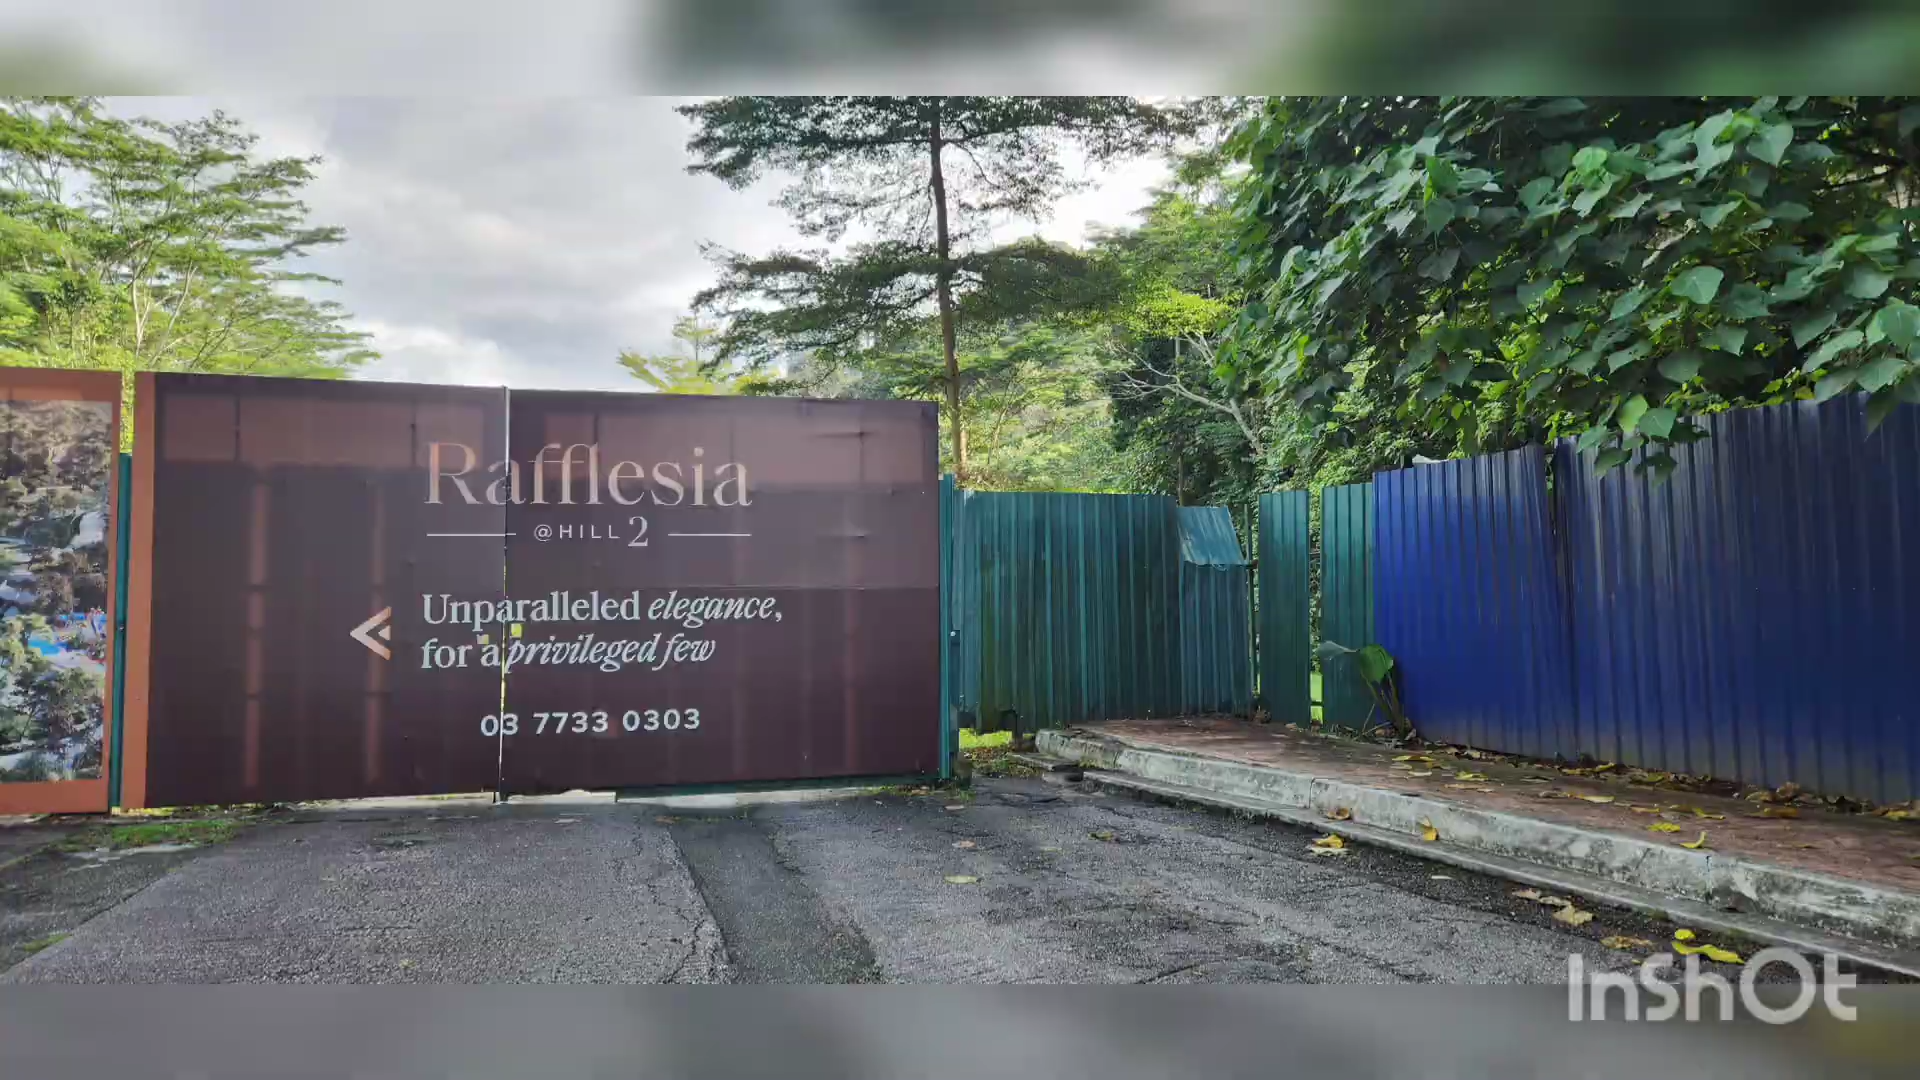 Rafflesia
@HILL 2
Unparalleled elegance,
for a privileged few
03 7733 0303
InShOt